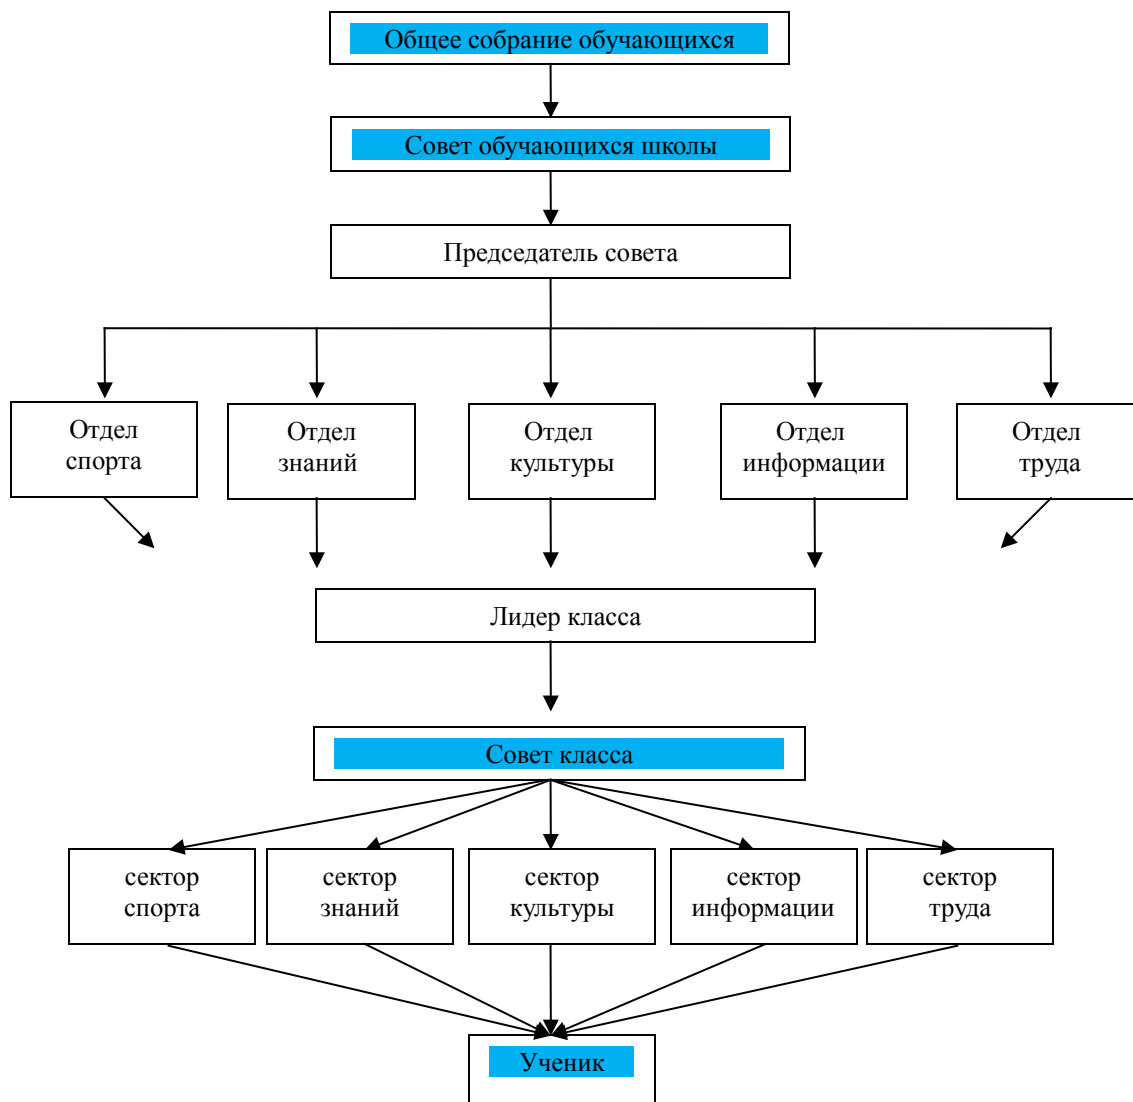 Общее собрание обучающихся
Совет обучающихся школы
Председатель совета
Отдел
спорта
Отдел
знаний
Отдел
культуры
Отдел
информации
Отдел
труда
Лидер класса
Совет класса
сектор
спорта
сектор
знаний
сектор
культуры
сектор
информации
сектор
труда
Ученик